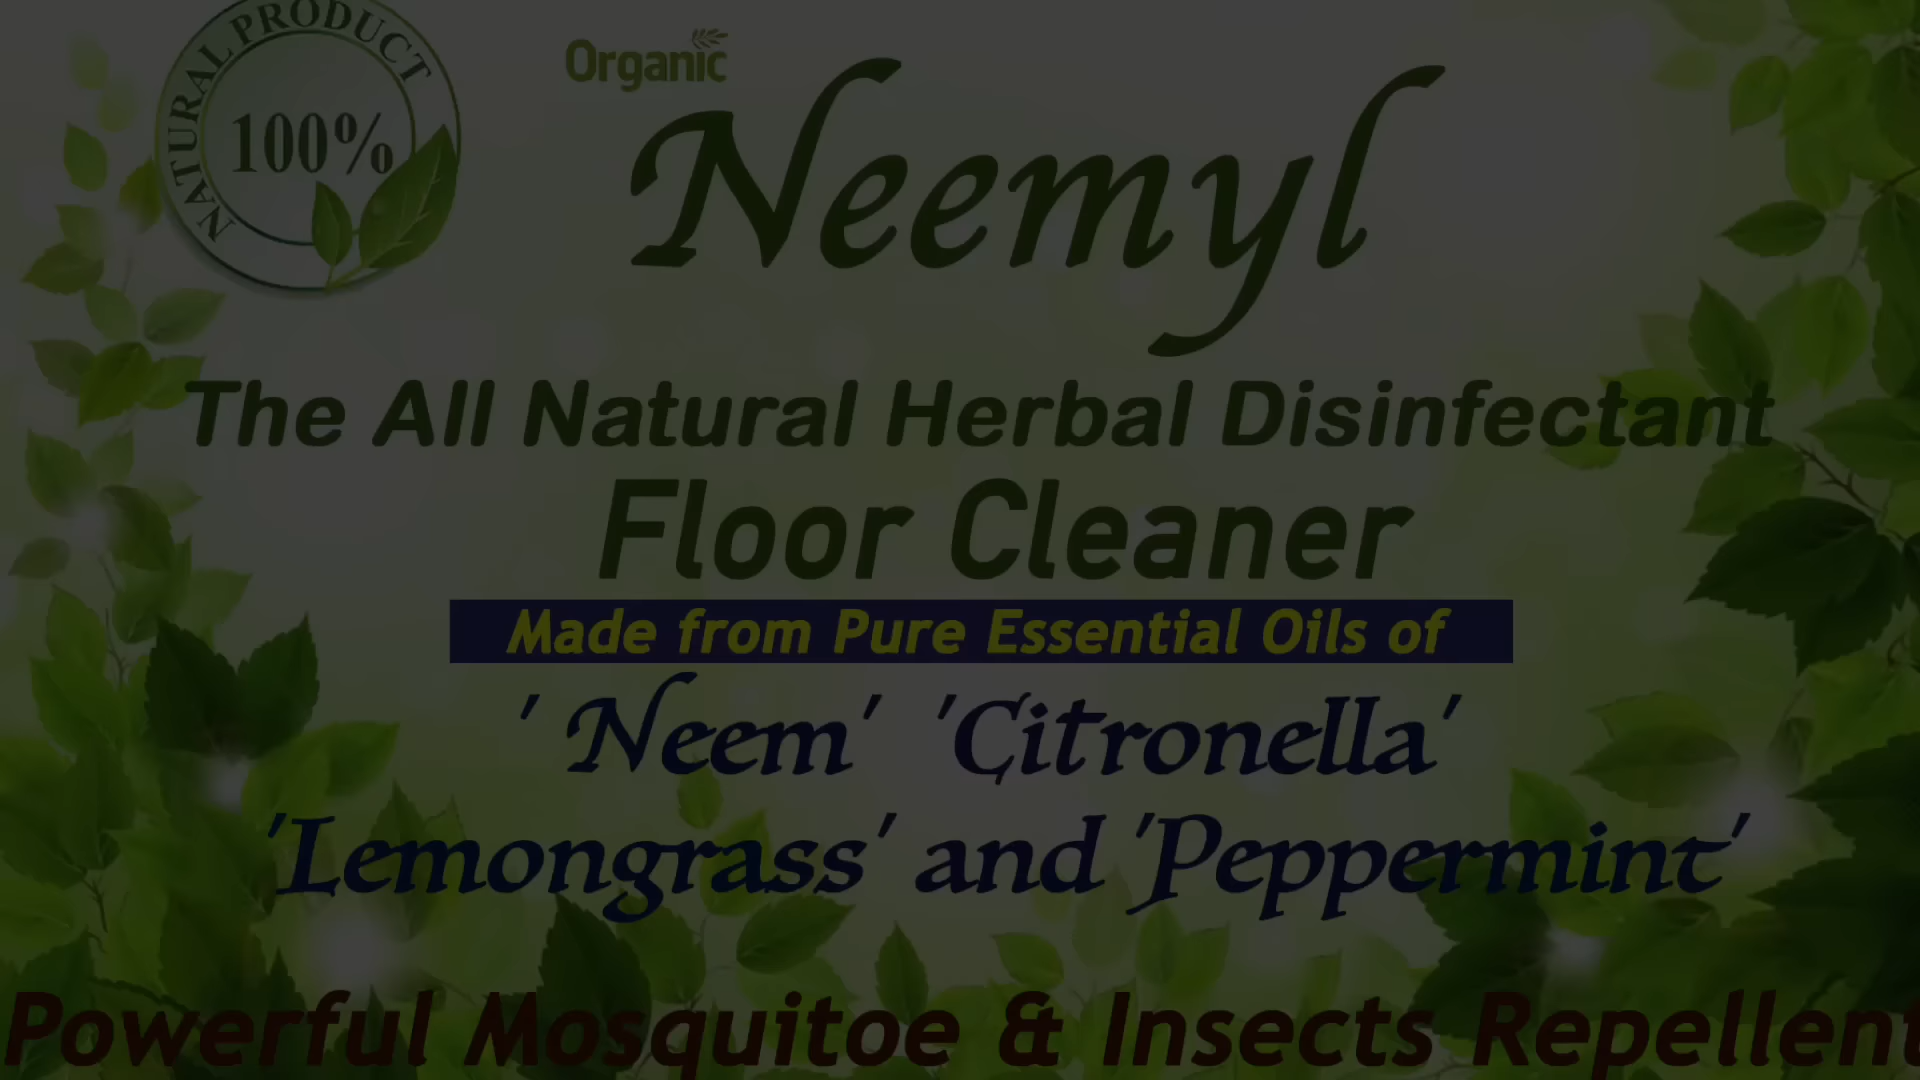 NATURAL PRODUCT
100%
Organic
Neemyl
The All Natural Herbal Disinfectant
Floor Cleaner
Made from Pure Essential Oils of
' Neem' 'Citronella'
'Lemongrass' and 'Peppermint'
Powerful Mosquitoe & Insects Repellent